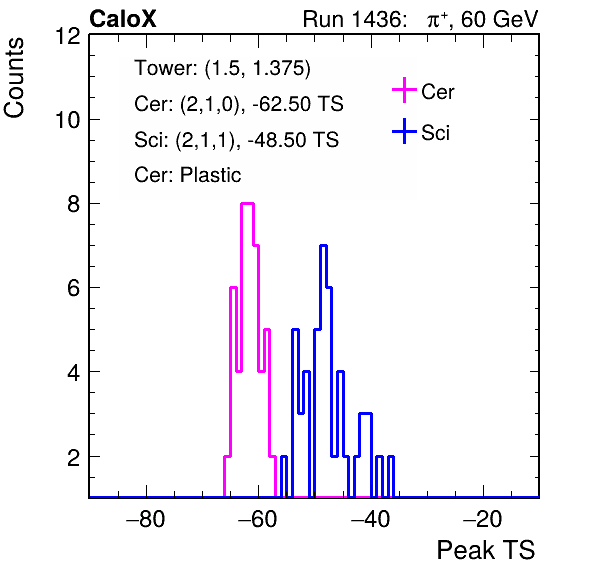 CaloX Run 1436: π+, 60 GeV
Counts
12
10
8
6
4
2
Tower: (1.5, 1.375)
Cer: (2,1,0), -62.50 TS
Sci: (2,1,1), -48.50 TS
Cer: Plastic
Cer
Sci
−80 −60 −40 −20
Peak TS